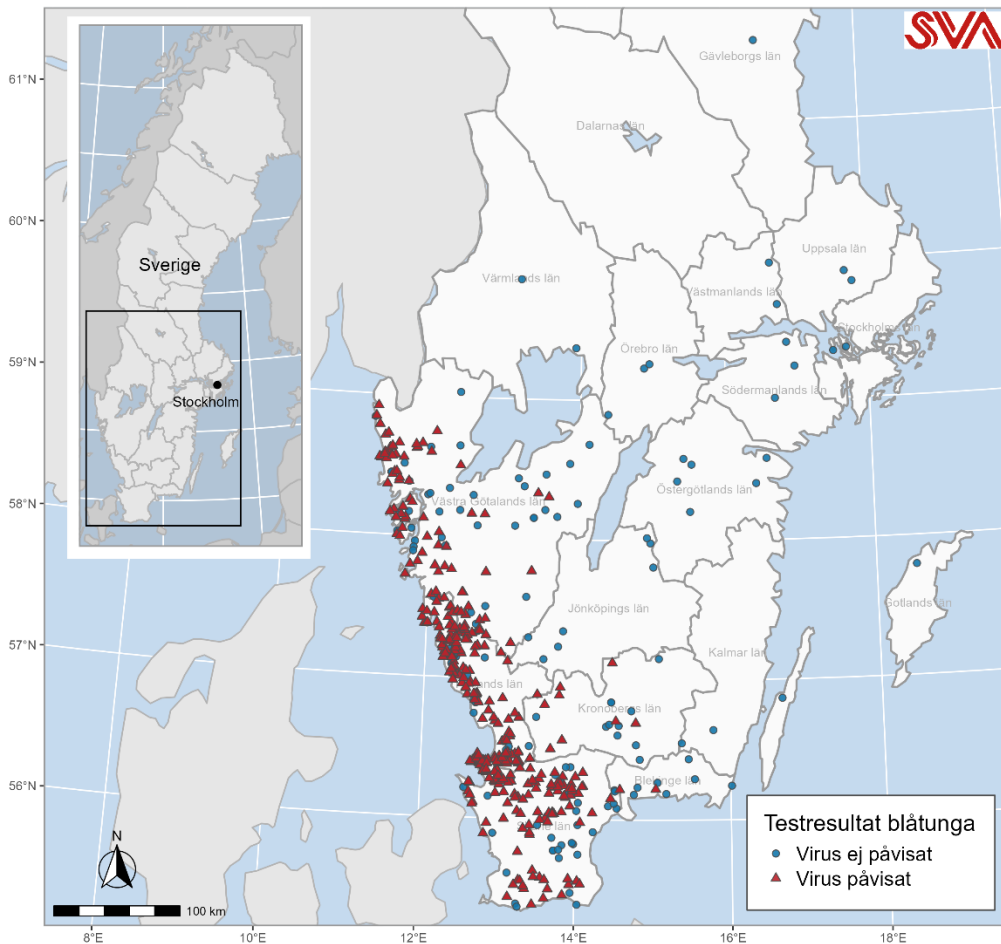 SVA
Gävleborgs län
61°N
Dalarnas län
60°N
Uppsala län
Sverige
Värmlands län
Västmanlands län
Stockholms län
59°N
Örebro län
Södermanlands län
Stockholm
58°N
Västra Götalands län
Östergötlands län
Gotlands län
Jönköpings län
57°N
Kalmar län
Kronobergs län
56°N
Blekinge län
Testresultat blåtunga
Virus ej påvisat
Virus påvisat
N
100 km
8°E
10°E
12°E
14°E
16°E
18°E